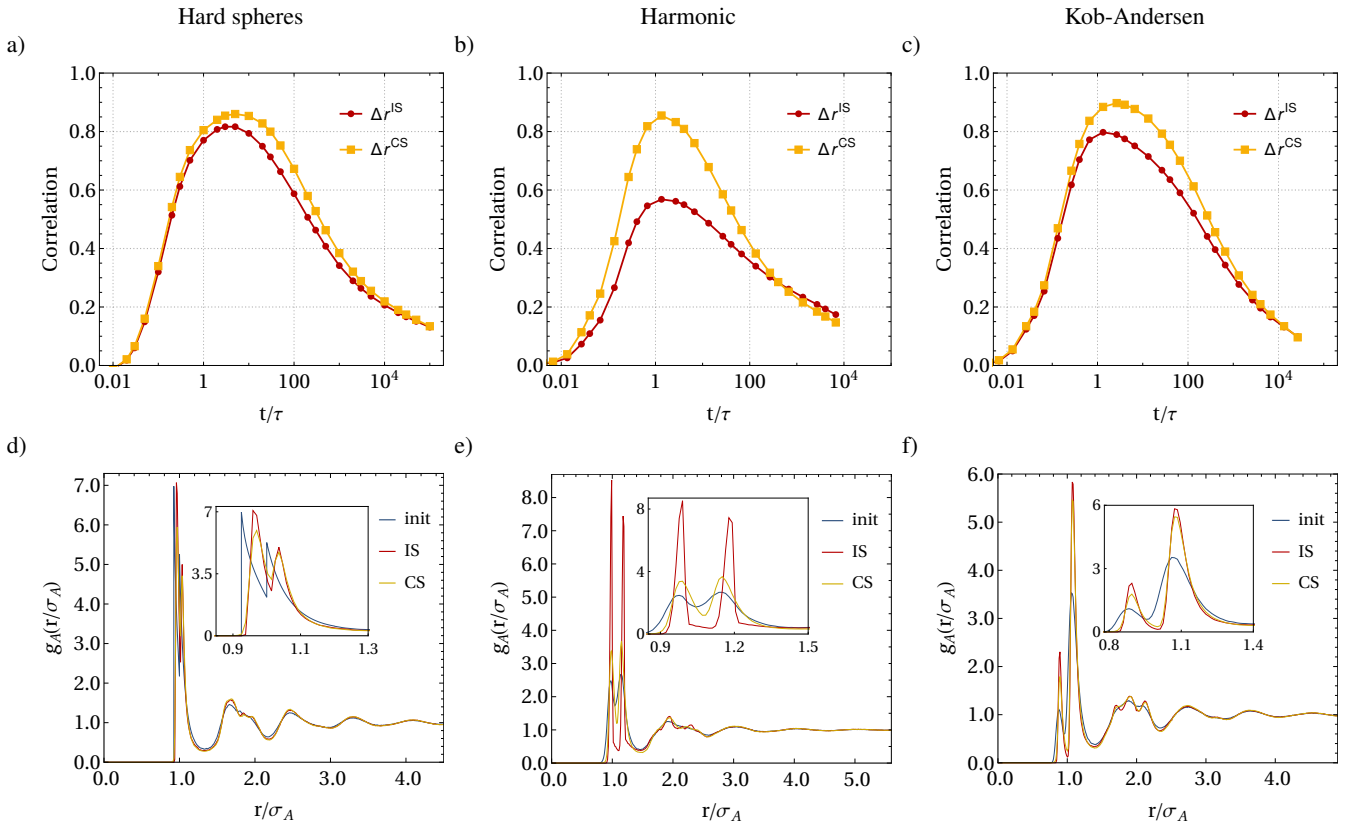 Hard spheres
Harmonic
Kob-Andersen
a)
b)
c)
Correlation
1.0
0.8
0.6
0.4
0.2
0.0
0.01
1
100
10⁴
t/τ
Δr^IS
Δr^CS
Correlation
1.0
0.8
0.6
0.4
0.2
0.0
0.01
1
100
10⁴
t/τ
Δr^IS
Δr^CS
Correlation
1.0
0.8
0.6
0.4
0.2
0.0
0.01
1
100
10⁴
t/τ
Δr^IS
Δr^CS
d)
e)
f)
g_A(r/σ_A)
7.0
6.0
5.0
4.0
3.0
2.0
1.0
0.0
0.0
1.0
2.0
3.0
4.0
r/σ_A
7
3.5
0
0.9
1.1
1.3
init
IS
CS
g_A(r/σ_A)
8.0
7.0
6.0
5.0
4.0
3.0
2.0
1.0
0.0
0.0
1.0
2.0
3.0
4.0
5.0
r/σ_A
8
4
0
0.9
1.2
1.5
init
IS
CS
g_A(r/σ_A)
6.0
5.0
4.0
3.0
2.0
1.0
0.0
0.0
1.0
2.0
3.0
4.0
r/σ_A
6
3
0
0.8
1.1
1.4
init
IS
CS